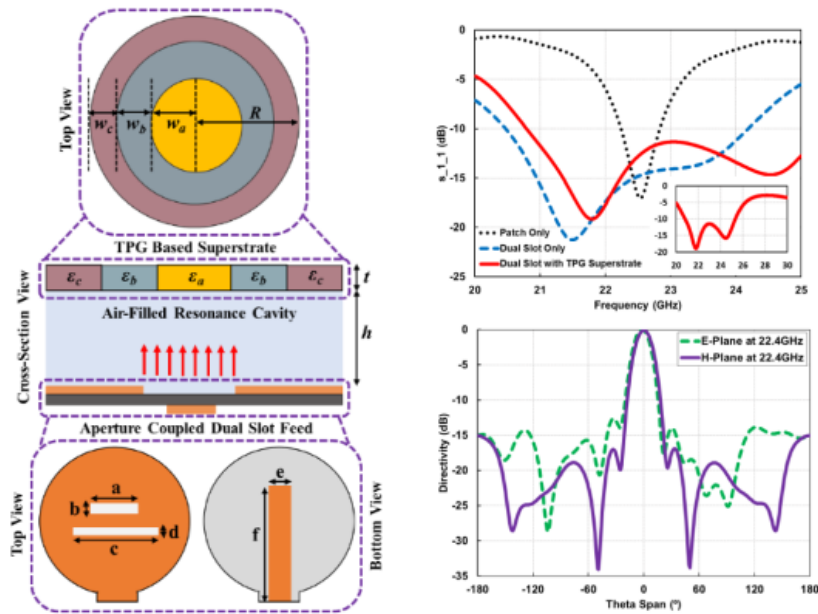 Top View
w_c
w_b
w_a
R
TPG Based Superstrate
Cross-Section View
ε_c
ε_b
ε_a
ε_b
ε_c
t
Air-Filled Resonance Cavity
h
Aperture Coupled Dual Slot Feed
Top View
a
b
c
d
e
f
Bottom View
s_1_1 (dB)
0
-5
-10
-15
-20
-25
Patch Only
Dual Slot Only
Dual Slot with TPG Superstrate
0
-5
-10
-15
-20
20 22 24 26 28 30
20 21 22 23 24 25
Frequency (GHz)
Directivity (dB)
0
-5
-10
-15
-20
-25
-30
-35
E-Plane at 22.4GHz
H-Plane at 22.4GHz
-180 -120 -60 0 60 120 180
Theta Span (º)